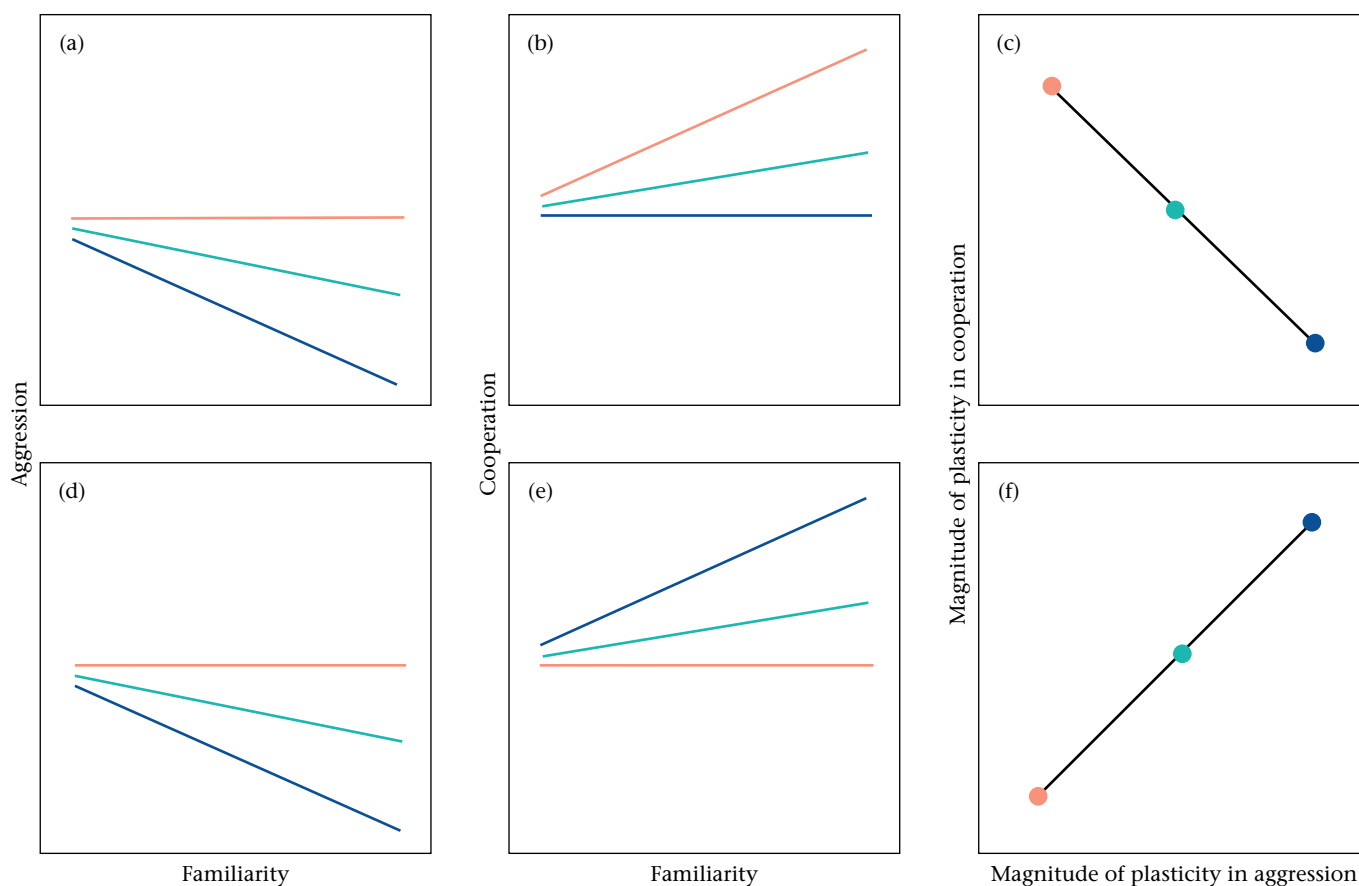 (a)
(b)
(c)
Aggression
Cooperation
Magnitude of plasticity in cooperation
(d)
(e)
(f)
Familiarity
Familiarity
Magnitude of plasticity in aggression